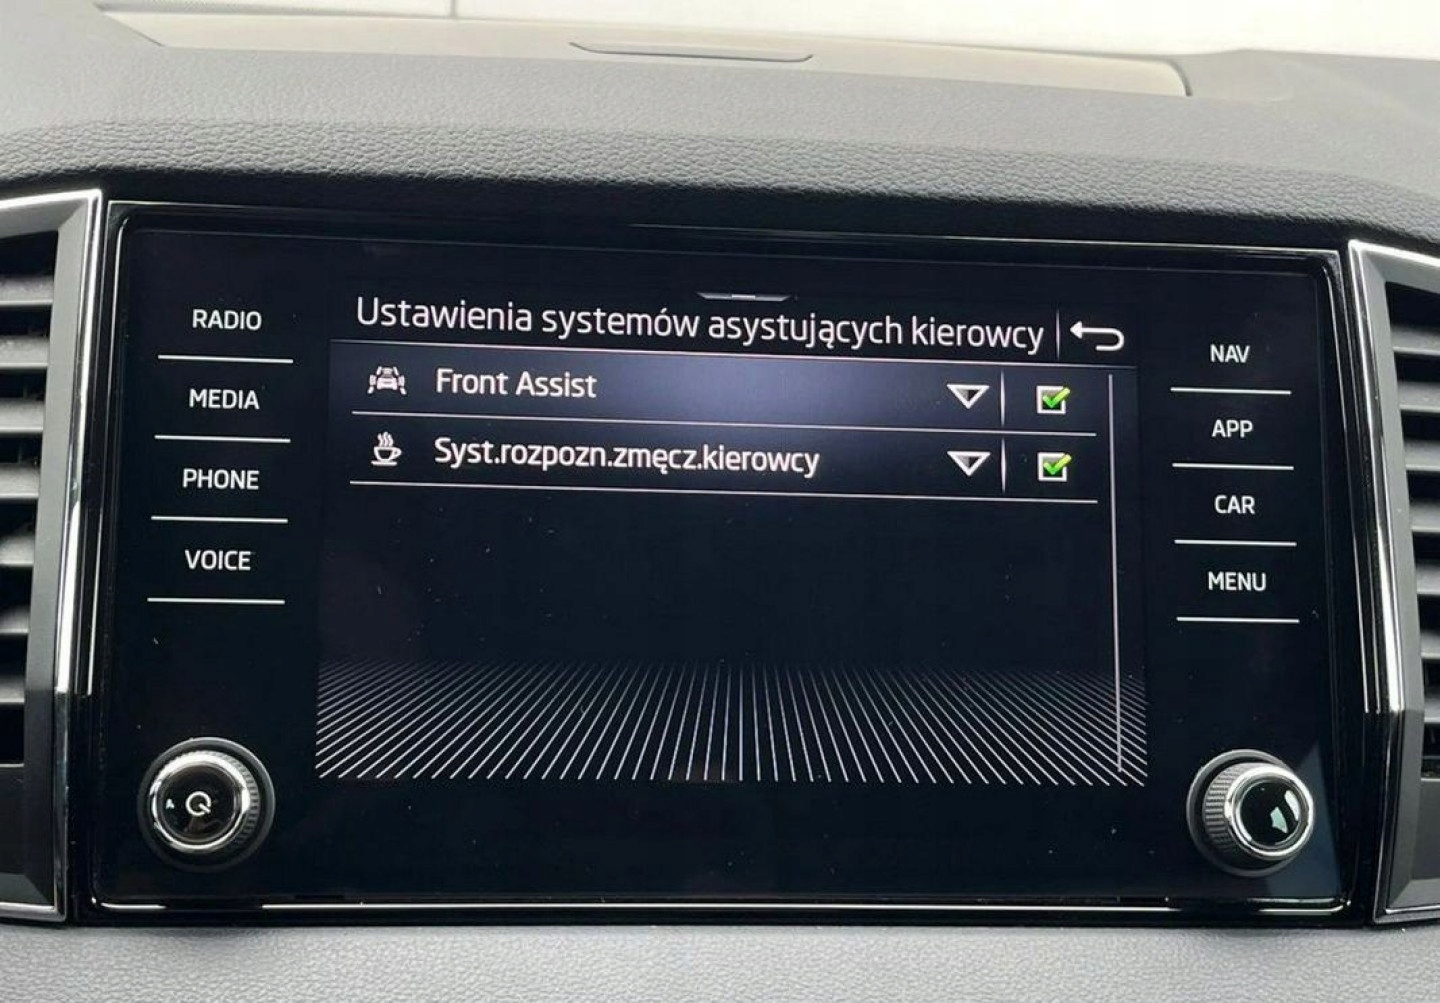 Ustawienia systemów asystujących kierowcy
Front Assist
Syst.rozpozn.zmęcz.kierowcy
RADIO
MEDIA
PHONE
VOICE
NAV
APP
CAR
MENU